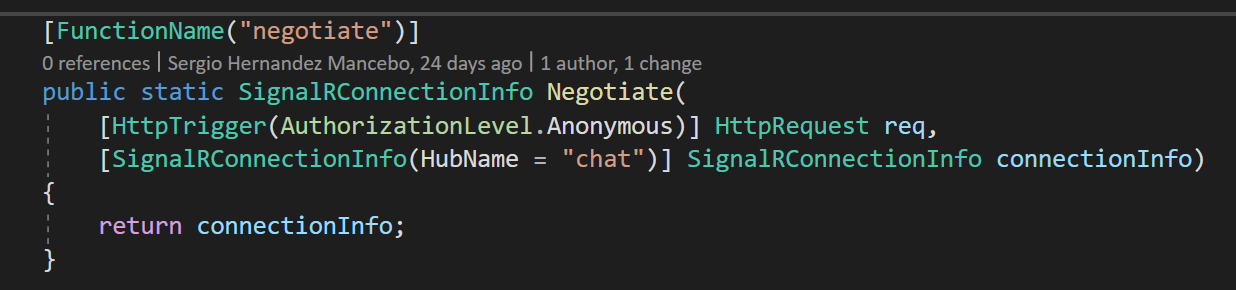 [FunctionName("negotiate")]
0 references | Sergio Hernandez Mancebo, 24 days ago | 1 author, 1 change
public static SignalRConnectionInfo Negotiate(
[HttpTrigger(AuthorizationLevel.Anonymous)] HttpRequest req,
[SignalRConnectionInfo(HubName = "chat")] SignalRConnectionInfo connectionInfo)
{
return connectionInfo;
}